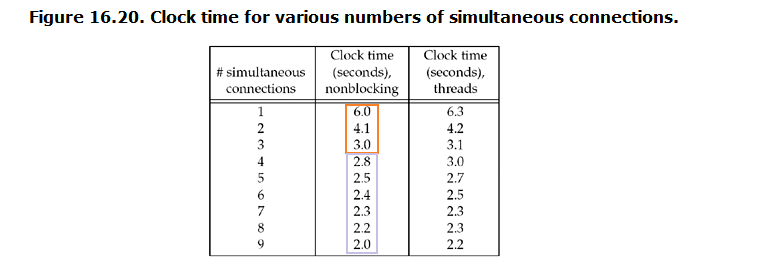 Figure 16.20. Clock time for various numbers of simultaneous connections.
# simultaneous connections | Clock time (seconds), nonblocking | Clock time (seconds), threads
1 6.0 6.3
2 4.1 4.2
3 3.0 3.1
4 2.8 3.0
5 2.5 2.7
6 2.4 2.5
7 2.3 2.3
8 2.2 2.3
9 2.0 2.2